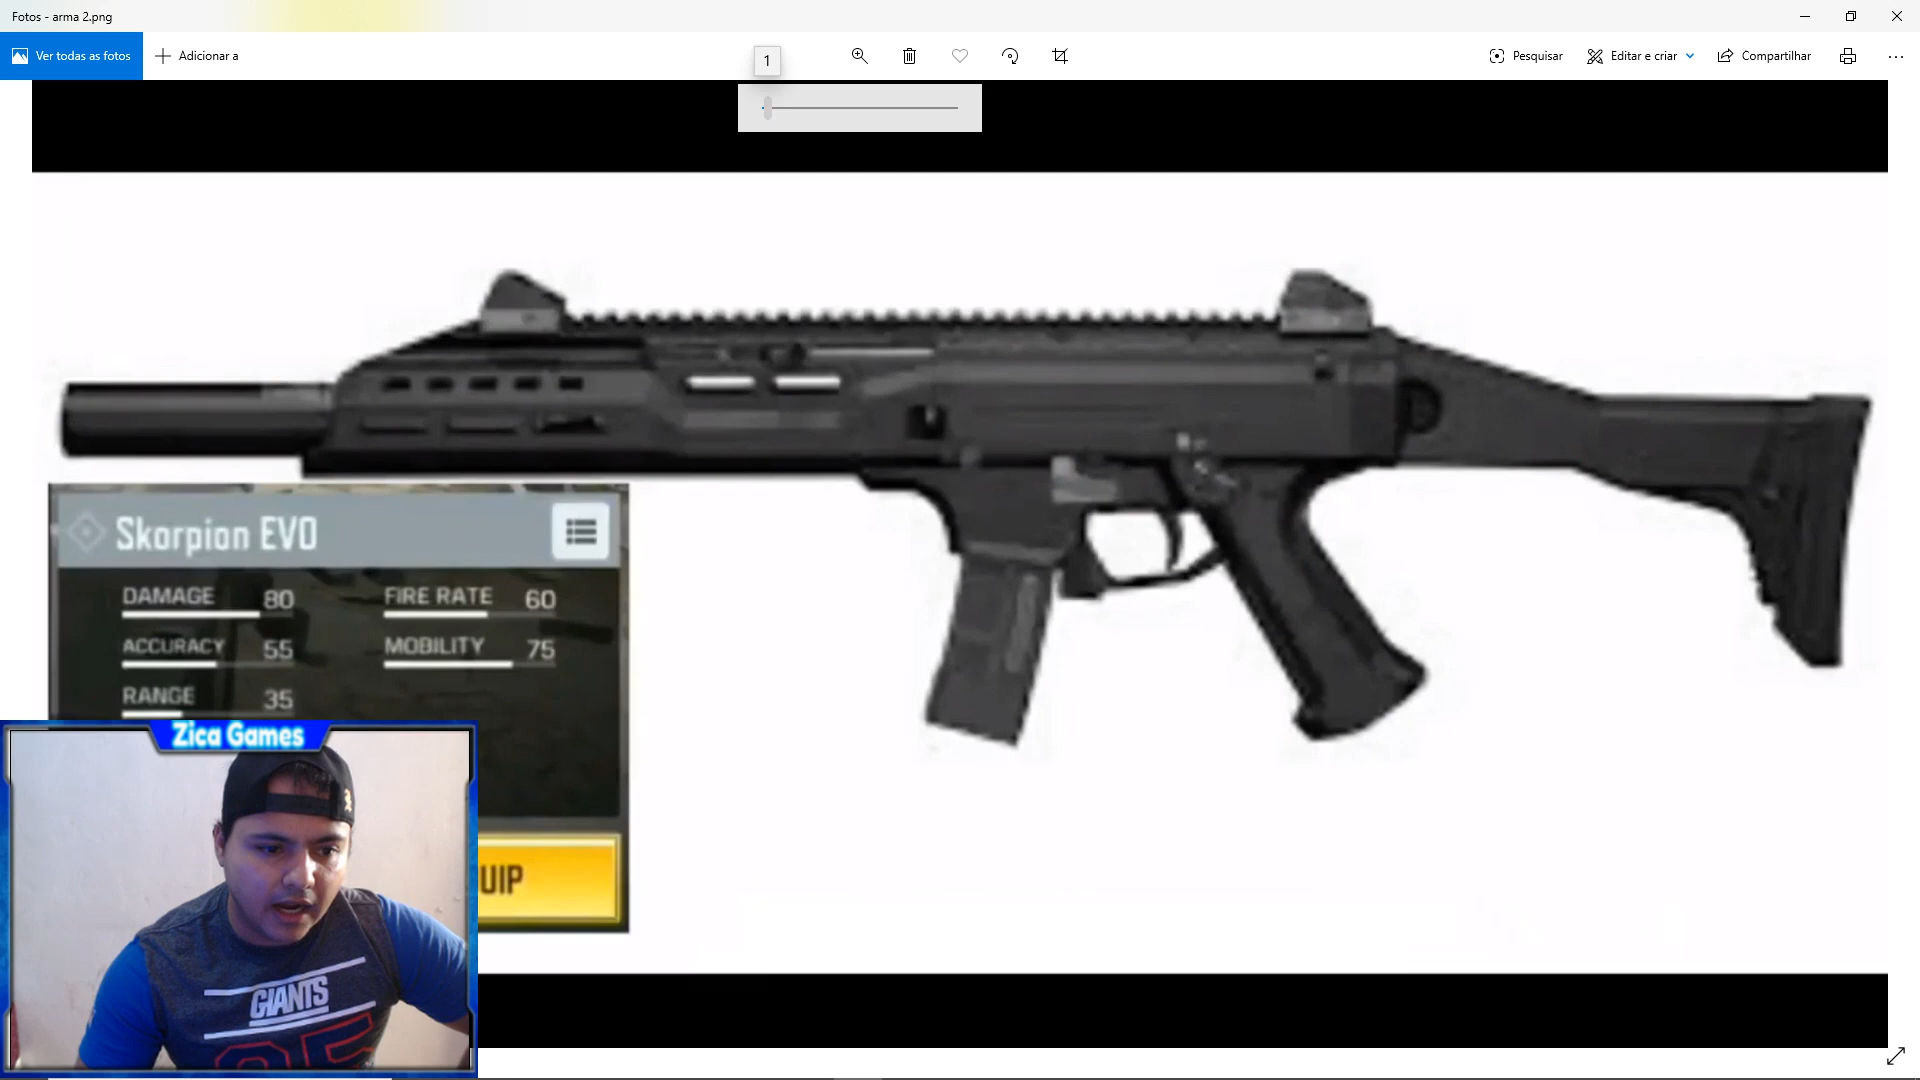 Fotos - arma 2.png
Ver todas as fotos
Adicionar a
1
Pesquisar
Editar e criar
Compartilhar
Skorpion EVO
DAMAGE 80
FIRE RATE 60
ACCURACY 55
MOBILITY 75
RANGE 35
Zica Games
UIP
GIANTS